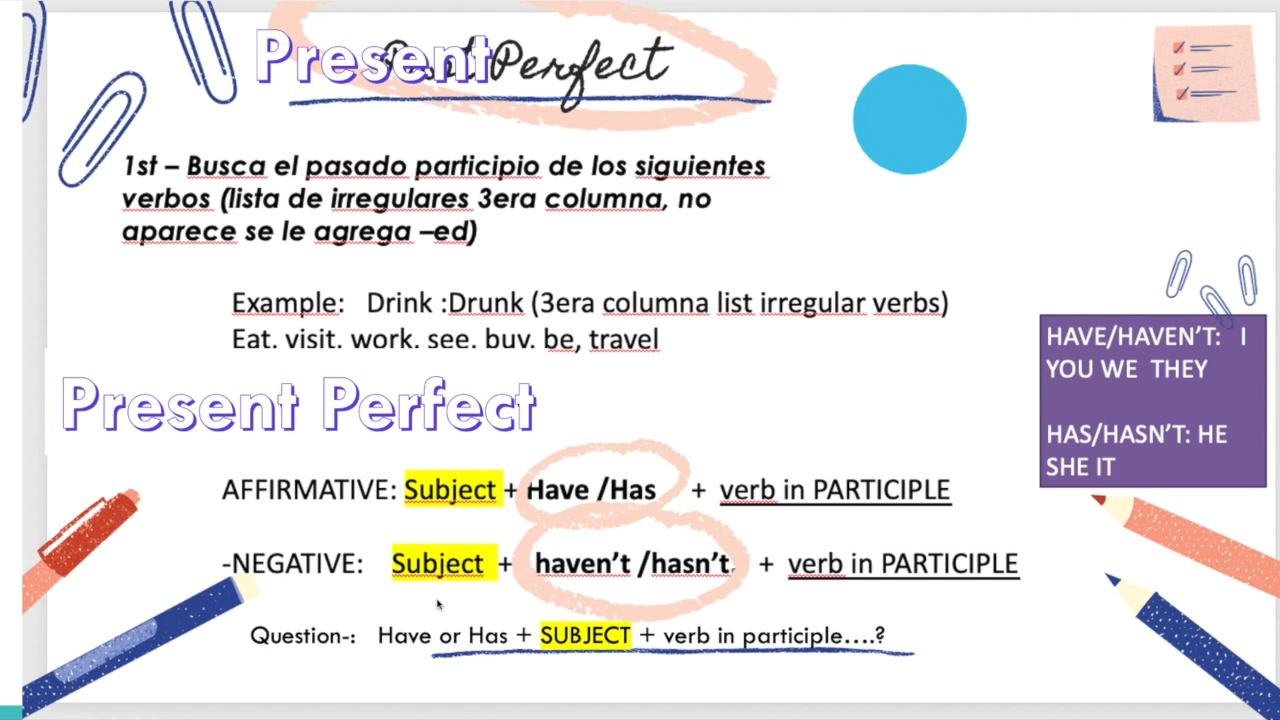 Present Perfect
1st – Busca el pasado participio de los siguientes
verbos (lista de irregulares 3era columna, no
aparece se le agrega –ed)
Example: Drink :Drunk (3era columna list irregular verbs)
Eat. visit. work. see. buy. be, travel
HAVE/HAVEN'T: I
YOU WE THEY
HAS/HASN'T: HE
SHE IT
Present Perfect
AFFIRMATIVE: Subject + Have /Has + verb in PARTICIPLE
-NEGATIVE: Subject + haven't /hasn't. + verb in PARTICIPLE
Question-: Have or Has + SUBJECT + verb in participle....?